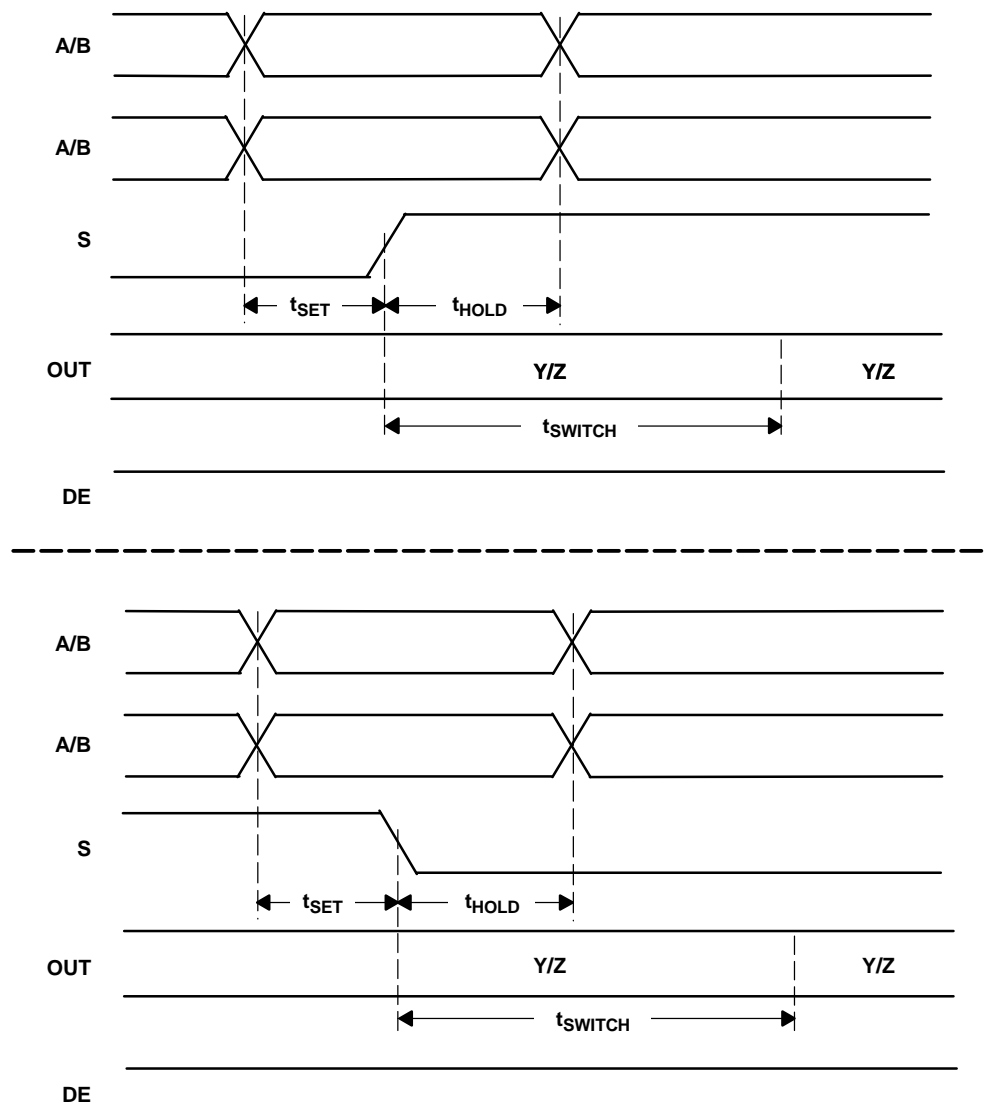 A/B
A/B
S
tSET tHOLD
OUT Y/Z Y/Z
tSWITCH
DE
A/B
A/B
S
tSET tHOLD
OUT Y/Z Y/Z
tSWITCH
DE